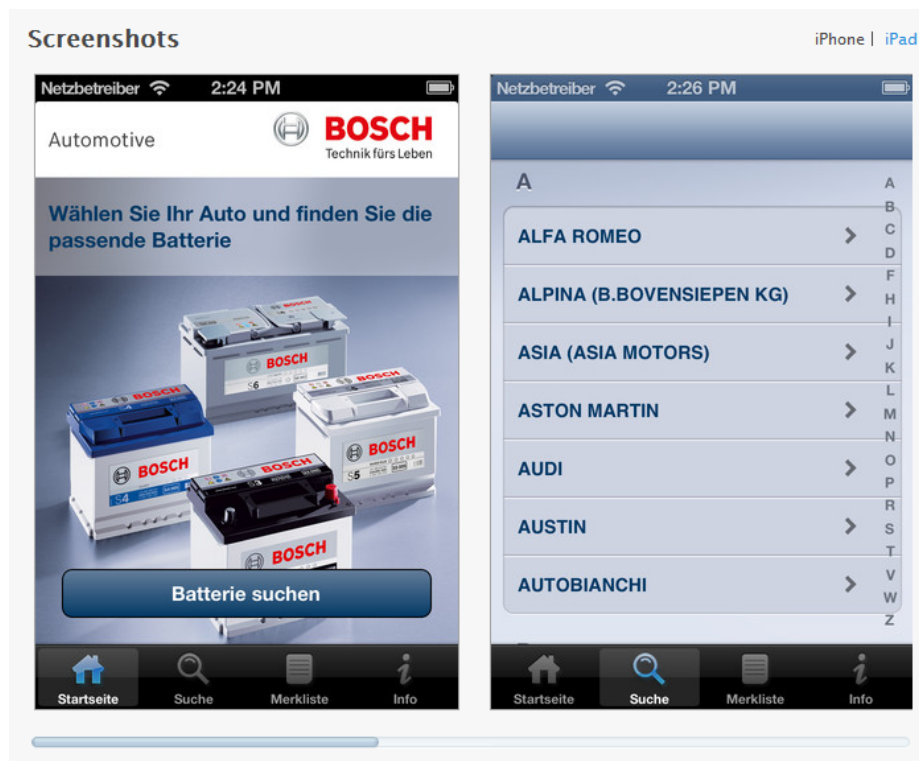 Screenshots
iPhone | iPad
Netzbetreiber 2:24 PM
Automotive
BOSCH
Technik fürs Leben
Wählen Sie Ihr Auto und finden Sie die
passende Batterie
BOSCH
S6
BOSCH
BOSCH
S5
BOSCH
BOSCH
S4
S3 BOSCH
BOSCH
Batterie suchen
Startseite Suche Merkliste Info
Netzbetreiber 2:26 PM
A
ALFA ROMEO
ALPINA (B.BOVENSIEPEN KG)
ASIA (ASIA MOTORS)
ASTON MARTIN
AUDI
AUSTIN
AUTOBIANCHI
A
B
C
D
F
H
I
J
K
L
M
N
O
P
R
S
T
V
W
Z
Startseite Suche Merkliste Info